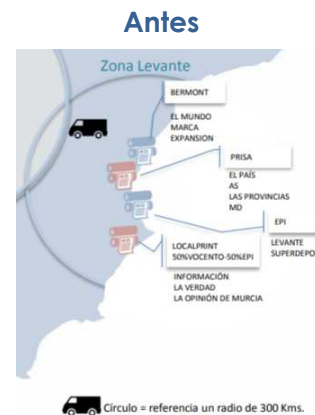 Antes
Zona Levante
BERMONT
EL MUNDO
MARCA
EXPANSION
PRISA
EL PAÍS
AS
LAS PROVINCIAS
MD
EPI
LEVANTE
SUPERDEPO
LOCALPRINT
50%VOCENTO-50%EPI
INFORMACIÓN
LA VERDAD
LA OPINIÓN DE MURCIA
Círculo = referencia un radio de 300 Kms.